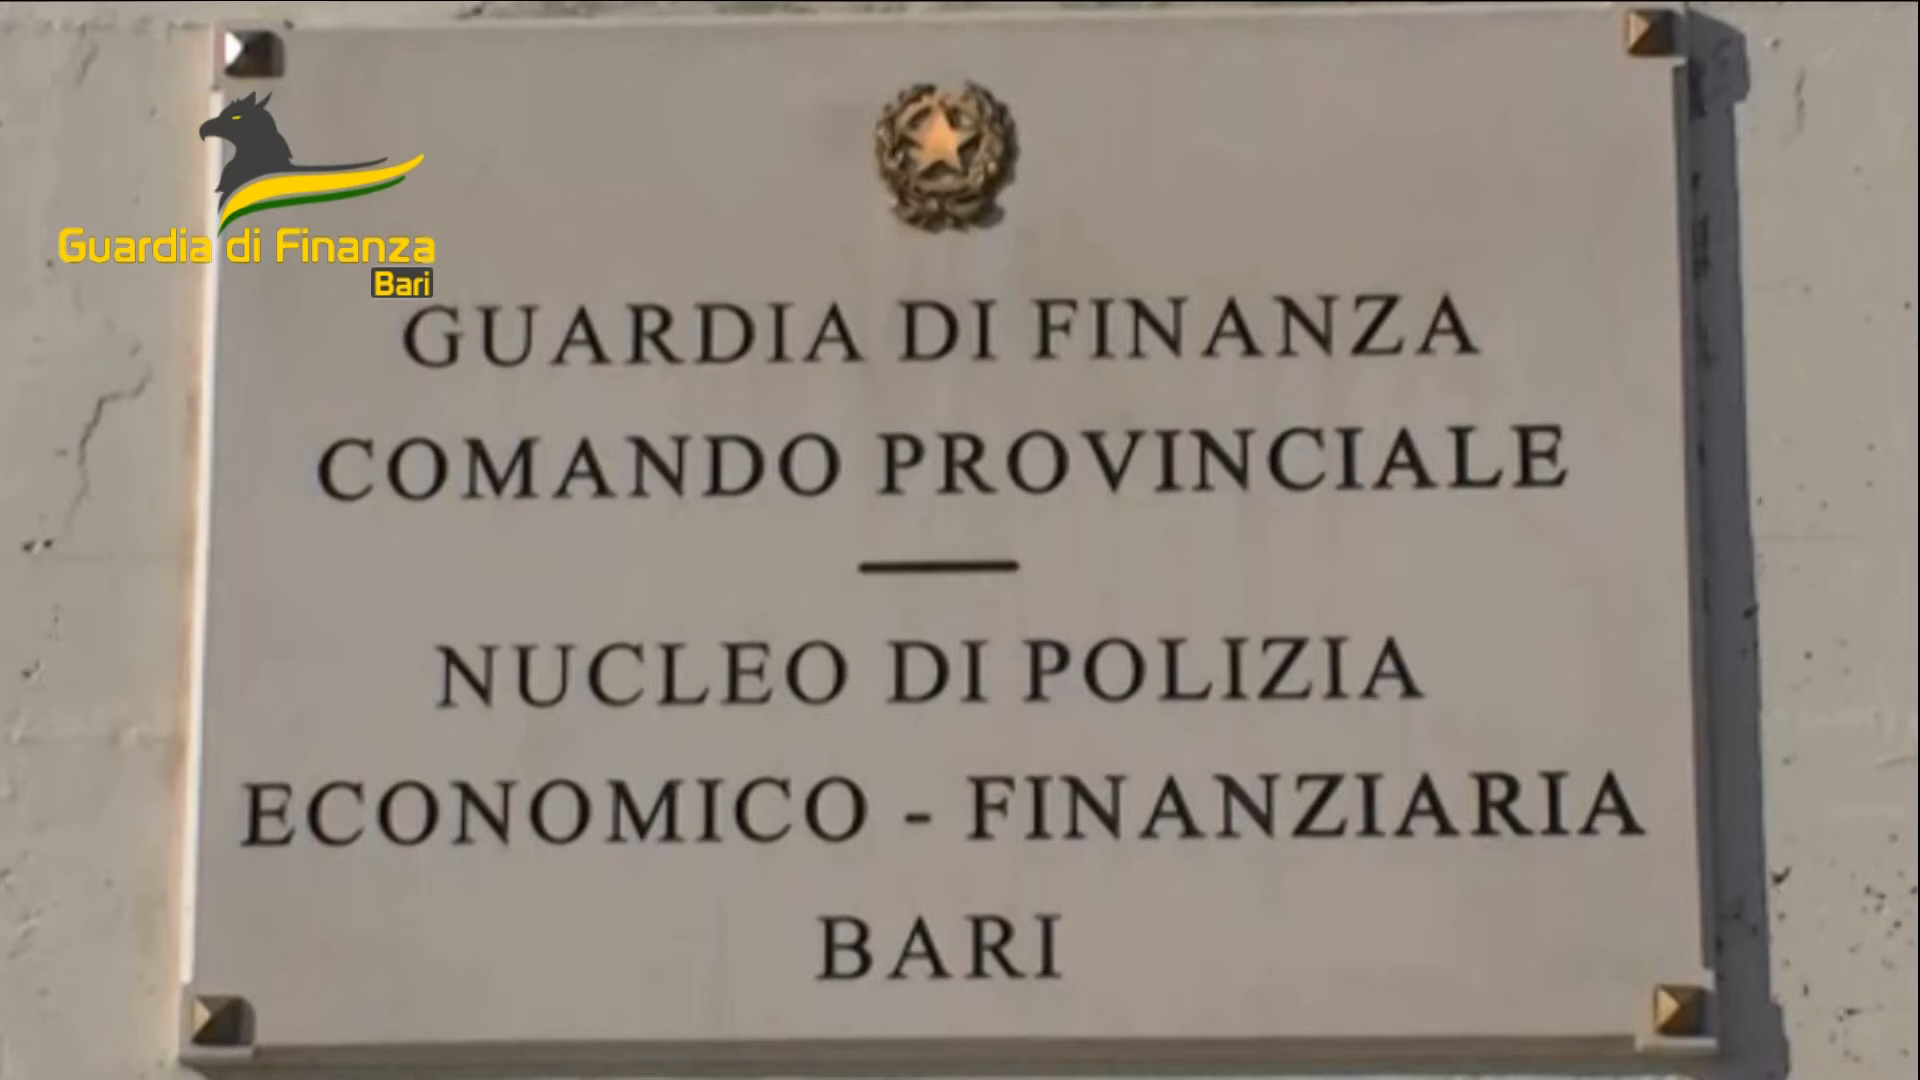 Guardia di Finanza
Bari
GUARDIA DI FINANZA
COMANDO PROVINCIALE
NUCLEO DI POLIZIA
ECONOMICO - FINANZIARIA
BARI